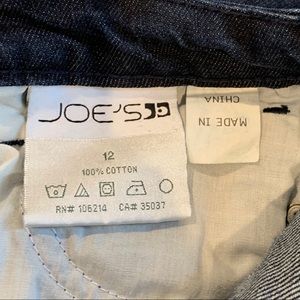 JOE'S
12
100% COTTON
RN# 106214 CA# 35037
MADE IN
CHINA